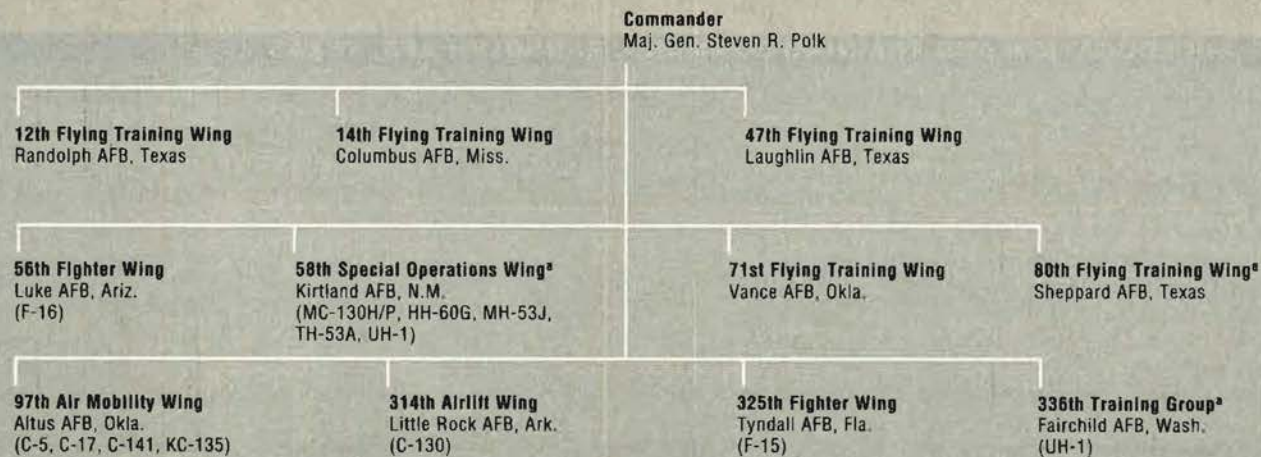 Commander
Maj. Gen. Steven R. Polk
12th Flying Training Wing
Randolph AFB, Texas
14th Flying Training Wing
Columbus AFB, Miss.
47th Flying Training Wing
Laughlin AFB, Texas
56th Fighter Wing
Luke AFB, Ariz.
(F-16)
58th Special Operations Wingª
Kirtland AFB, N.M.
(MC-130H/P, HH-60G, MH-53J,
TH-53A, UH-1)
71st Flying Training Wing
Vance AFB, Okla.
80th Flying Training Wingª
Sheppard AFB, Texas
97th Air Mobility Wing
Altus AFB, Okla.
(C-5, C-17, C-141, KC-135)
314th Airlift Wing
Little Rock AFB, Ark.
(C-130)
325th Fighter Wing
Tyndall AFB, Fla.
(F-15)
336th Training Groupª
Fairchild AFB, Wash.
(UH-1)